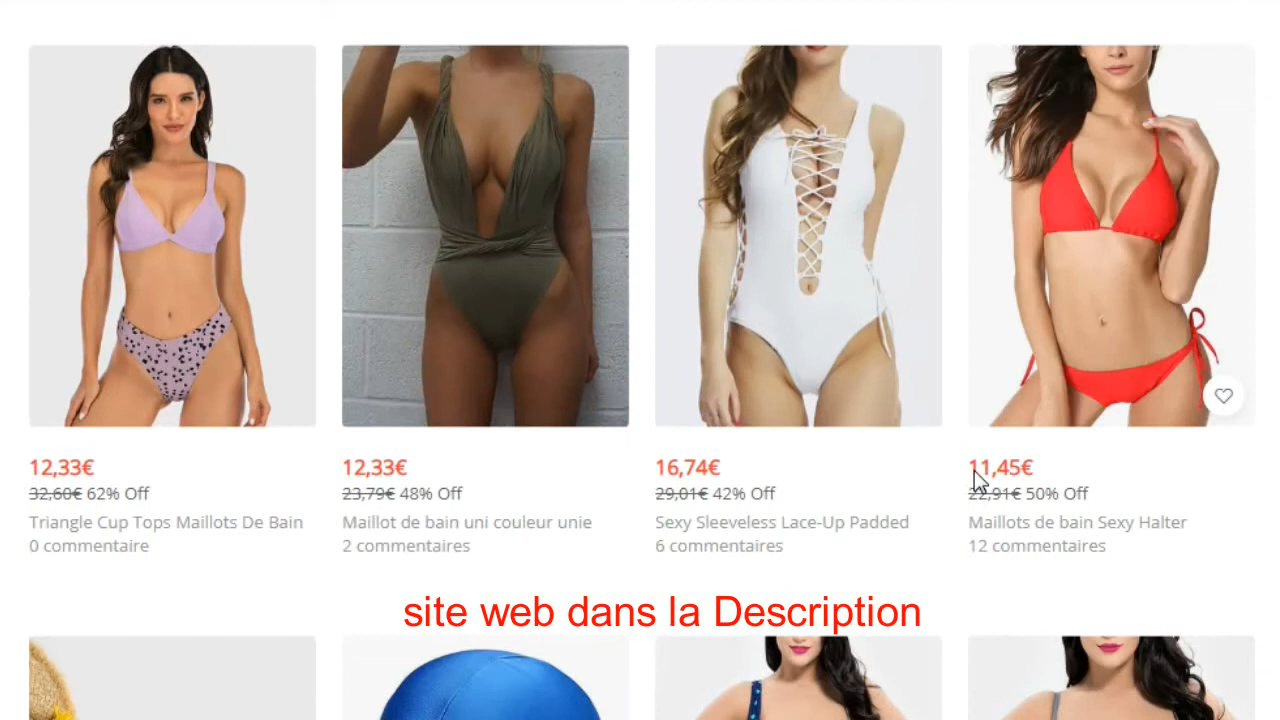 12,33€
32,60€ 62% Off
Triangle Cup Tops Maillots De Bain
0 commentaire
12,33€
23,79€ 48% Off
Maillot de bain uni couleur unie
2 commentaires
16,74€
29,01€ 42% Off
Sexy Sleeveless Lace-Up Padded
6 commentaires
11,45€
22,91€ 50% Off
Maillots de bain Sexy Halter
12 commentaires
site web dans la Description